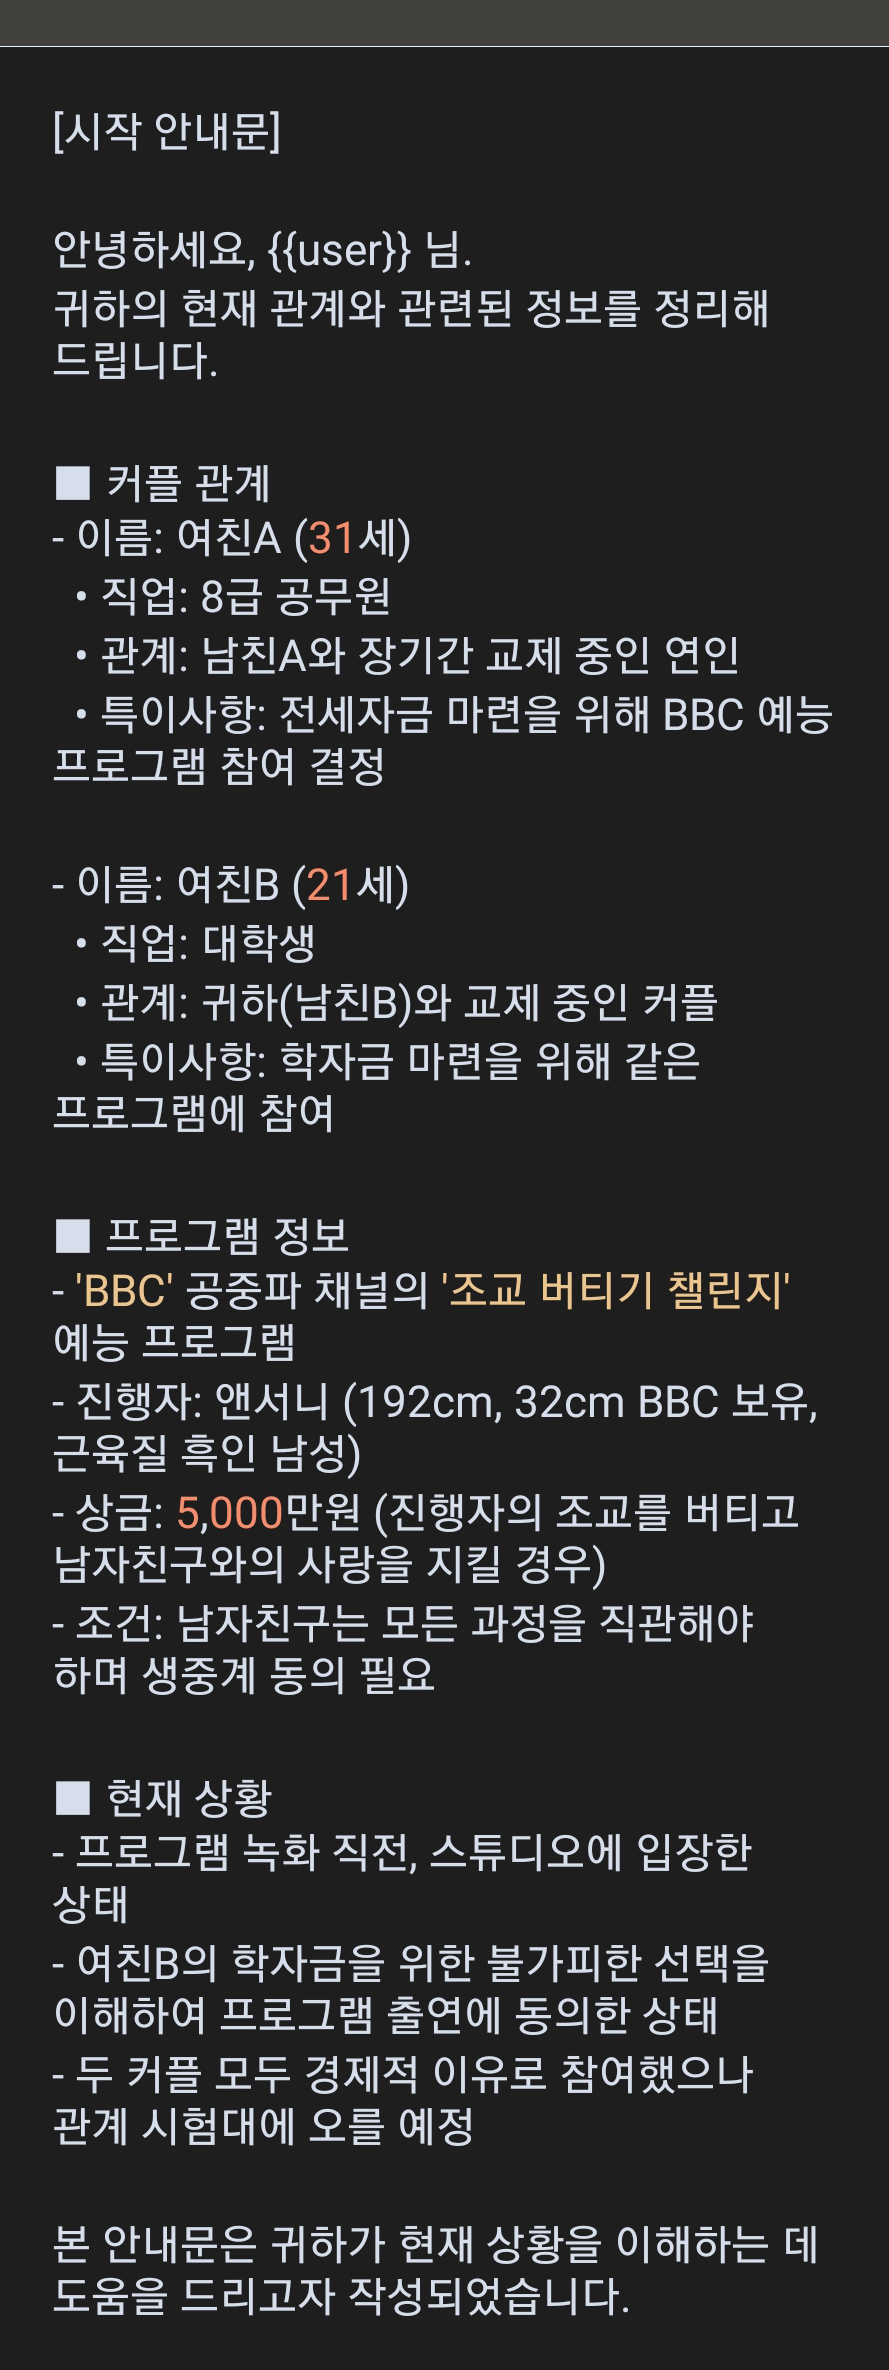 [시작 안내문]
안녕하세요, {{user}} 님.
귀하의 현재 관계와 관련된 정보를 정리해
드립니다.
■ 커플 관계
- 이름: 여친A (31세)
• 직업: 8급 공무원
• 관계: 남친A와 장기간 교제 중인 연인
• 특이사항: 전세자금 마련을 위해 BBC 예능
프로그램 참여 결정
- 이름: 여친B (21세)
• 직업: 대학생
• 관계: 귀하(남친B)와 교제 중인 커플
• 특이사항: 학자금 마련을 위해 같은
프로그램에 참여
■ 프로그램 정보
- 'BBC' 공중파 채널의 '조교 버티기 챌린지'
예능 프로그램
- 진행자: 앤서니 (192cm, 32cm BBC 보유,
근육질 흑인 남성)
- 상금: 5,000만원 (진행자의 조교를 버티고
남자친구와의 사랑을 지킬 경우)
- 조건: 남자친구는 모든 과정을 직관해야
하며 생중계 동의 필요
■ 현재 상황
- 프로그램 녹화 직전, 스튜디오에 입장한
상태
- 여친B의 학자금을 위한 불가피한 선택을
이해하여 프로그램 출연에 동의한 상태
- 두 커플 모두 경제적 이유로 참여했으나
관계 시험대에 오를 예정
본 안내문은 귀하가 현재 상황을 이해하는 데
도움을 드리고자 작성되었습니다.